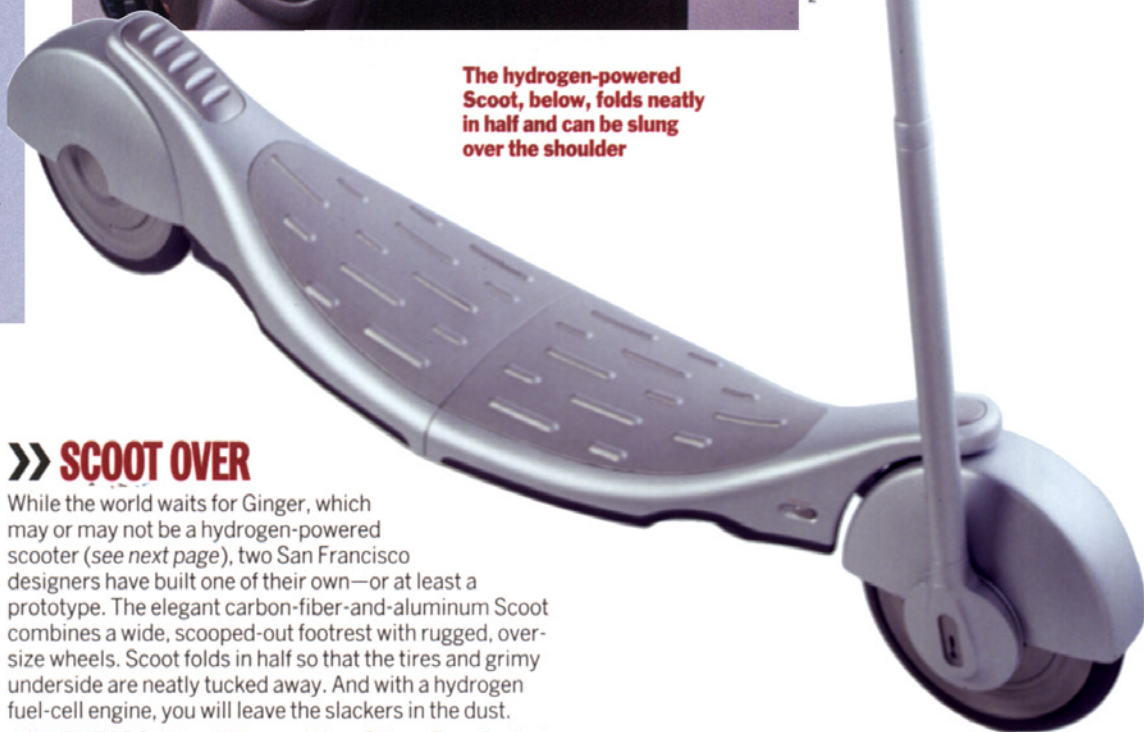 The hydrogen-powered
Scoot, below, folds neatly
in half and can be slung
over the shoulder
›› SCOOT OVER
While the world waits for Ginger, which
may or may not be a hydrogen-powered
scooter (see next page), two San Francisco
designers have built one of their own—or at least a
prototype. The elegant carbon-fiber-and-aluminum Scoot
combines a wide, scooped-out footrest with rugged, over-
size wheels. Scoot folds in half so that the tires and grimy
underside are neatly tucked away. And with a hydrogen
fuel-cell engine, you will leave the slackers in the dust.